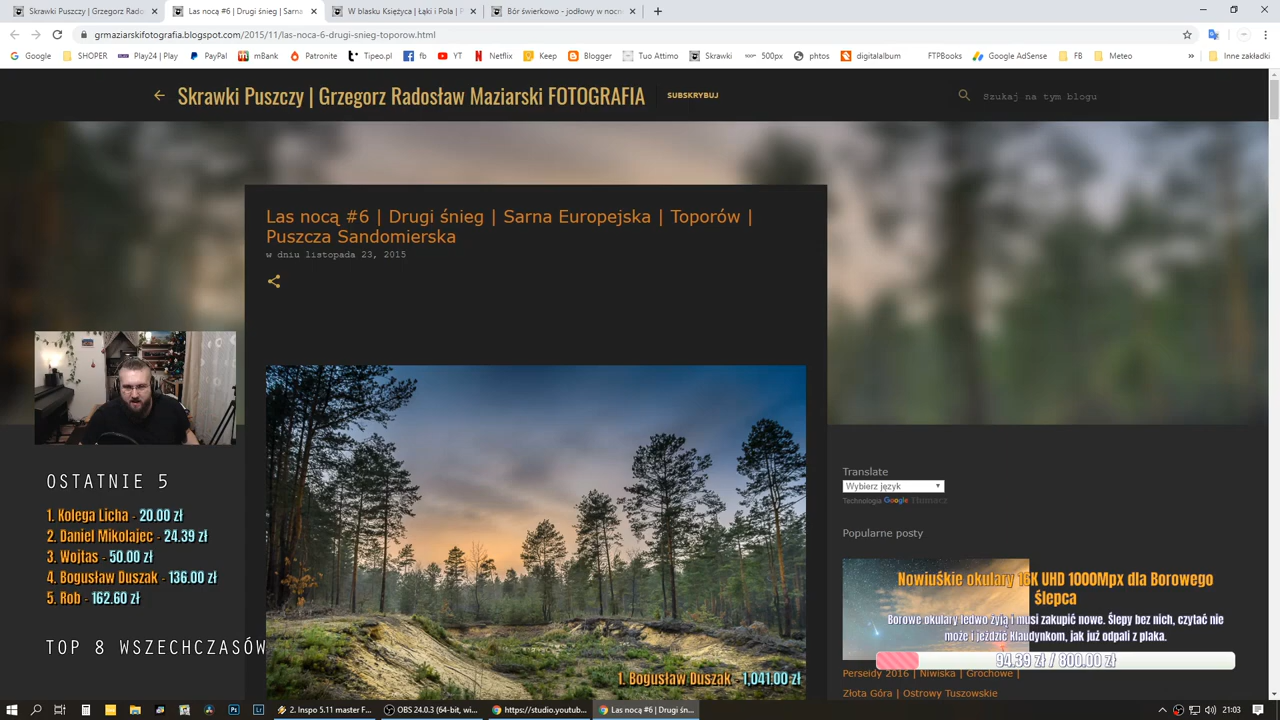 Skrawki Puszczy | Grzegorz Rado
Las nocą #6 | Drugi śnieg | Sarna
W blasku Księżyca | Łąki i Pola | P
Bór świerkowo - jodłowy w nocn
grmaziarskifotografia.blogspot.com/2015/11/las-noca-6-drugi-snieg-toporow.html
Google SHOPER Play24 | Play PayPal mBank Patronite Tipeo.pl fb YT Netflix Keep Blogger Tuo Attimo Skrawki 500px phtos digitalalbum FTPBooks Google AdSense FB Meteo » Inne zakładki
Skrawki Puszczy | Grzegorz Radosław Maziarski FOTOGRAFIA
SUBSKRYBUJ
Szukaj na tym blogu
Las nocą #6 | Drugi śnieg | Sarna Europejska | Toporów |
Puszcza Sandomierska
w dniu listopada 23, 2015
OSTATNIE 5
1. Kolega Licha - 20.00 zł
2. Daniel Mikołajec - 24.39 zł
3. Wojtas - 50.00 zł
4. Bogusław Duszak - 136.00 zł
5. Rob - 162.60 zł
TOP 8 WSZECHCZASÓW
1. Bogusław Duszak - 1,041.00 zł
Translate
Wybierz język
Technologia Google Tłumacz
Popularne posty
Nowiuśkie okulary 16K UHD 1000Mpx dla Borowego
Ślepca
Borowe okulary ledwo żyją i musi zakupić nowe. Ślepy bez nich, czytać nie
może i jeździć Klaudynkom, jak już odpali z plaka.
94.39 zł / 800.00 zł
Perseidy 2016 | Niwiska | Grochowe |
Złota Góra | Ostrowy Tuszowskie
2. Inspo 5.11 master F...
OBS 24.0.3 (64-bit, wi...
https://studio.youtub...
Las nocą #6 | Drugi śn...
21:03